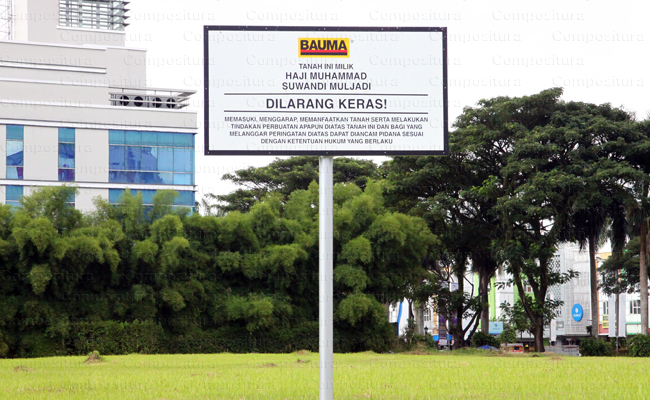 BAUMA
TANAH INI MILIK
HAJI MUHAMMAD
SUWANDI MULJADI
DILARANG KERAS!
MEMASUKI, MENGGARAP, MEMANFAATKAN TANAH SERTA MELAKUKAN
TINDAKAN PERBUATAN APAPUN DIATAS TANAH INI DAN BAGI YANG
MELANGGAR PERINGATAN DIATAS DAPAT DIANCAM PIDANA SESUAI
DENGAN KETENTUAN HUKUM YANG BERLAKU
Compositura